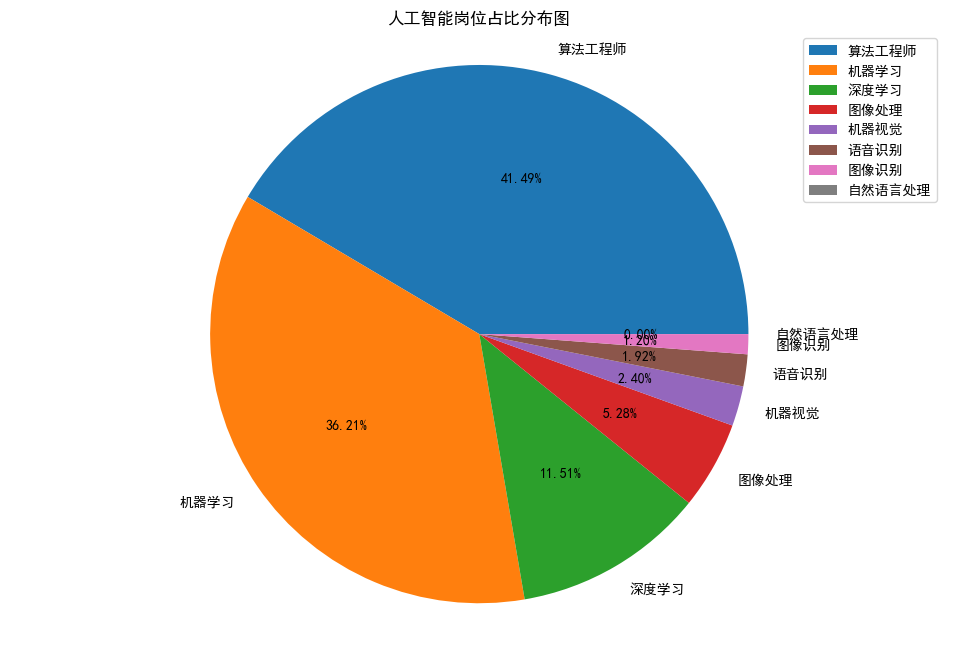 人工智能岗位占比分布图
算法工程师
机器学习
深度学习
图像处理
机器视觉
语音识别
图像识别
自然语言处理
算法工程师
41.49%
机器学习
36.21%
深度学习
11.51%
图像处理
5.28%
机器视觉
2.40%
语音识别
1.92%
图像识别
1.20%
自然语言处理
0.00%